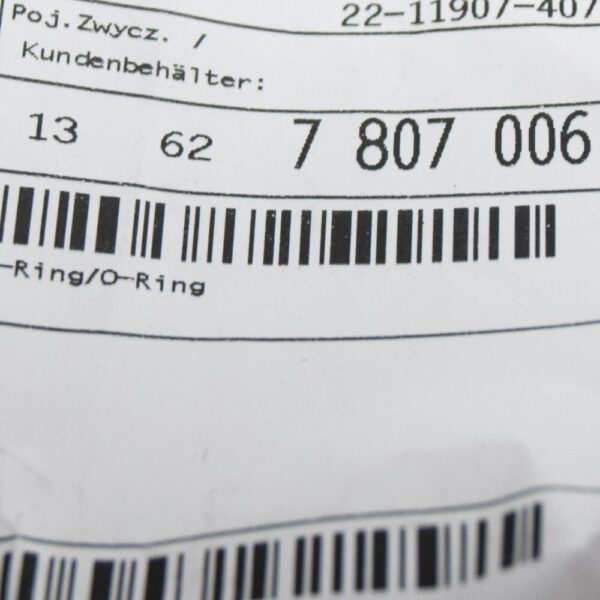 22-11907-407
Poj.Zwycz. /
Kundenbehälter:
13 62 7 807 006
-Ring/O-Ring